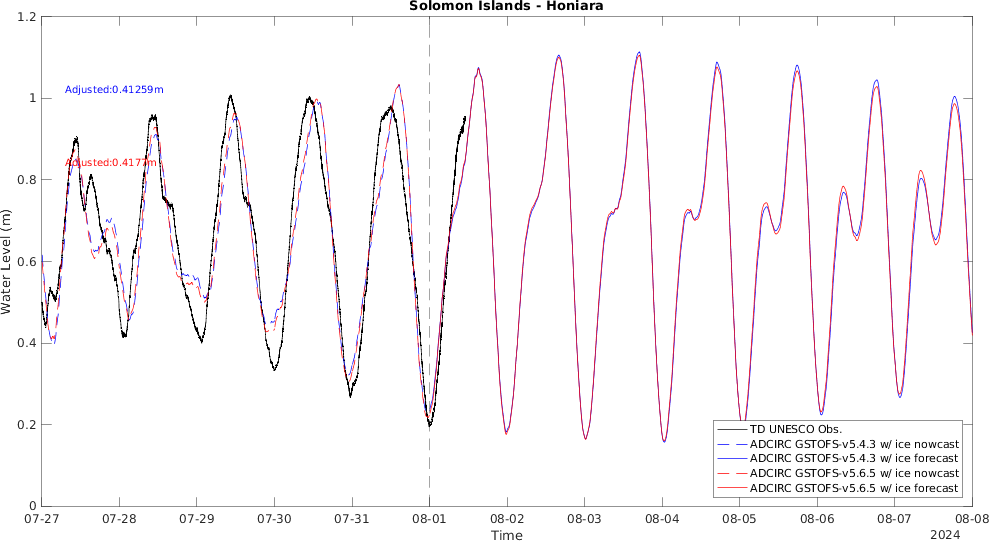 Solomon Islands - Honiara
1.2
1
0.8
0.6
0.4
0.2
0
Water Level (m)
Adjusted:0.41259m
Adjusted:0.4177m
TD UNESCO Obs.
ADCIRC GSTOFS-v5.4.3 w/ ice nowcast
ADCIRC GSTOFS-v5.4.3 w/ ice forecast
ADCIRC GSTOFS-v5.6.5 w/ ice nowcast
ADCIRC GSTOFS-v5.6.5 w/ ice forecast
07-27 07-28 07-29 07-30 07-31 08-01 08-02 08-03 08-04 08-05 08-06 08-07 08-08
Time
2024